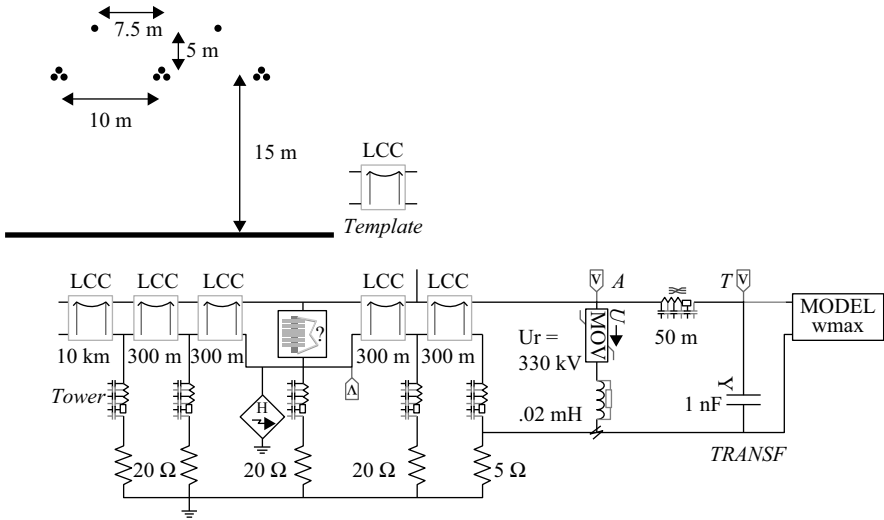 7.5 m
5 m
10 m
15 m
LCC
Template
LCC LCC LCC LCC LCC
V A T V
10 km 300 m 300 m 300 m 300 m
?
Ur =
330 kV
MOV
U
50 m
MODEL
wmax
Tower
H
V
.02 mH
Y
1 nF
TRANSF
20 Ω 20 Ω 20 Ω 5 Ω